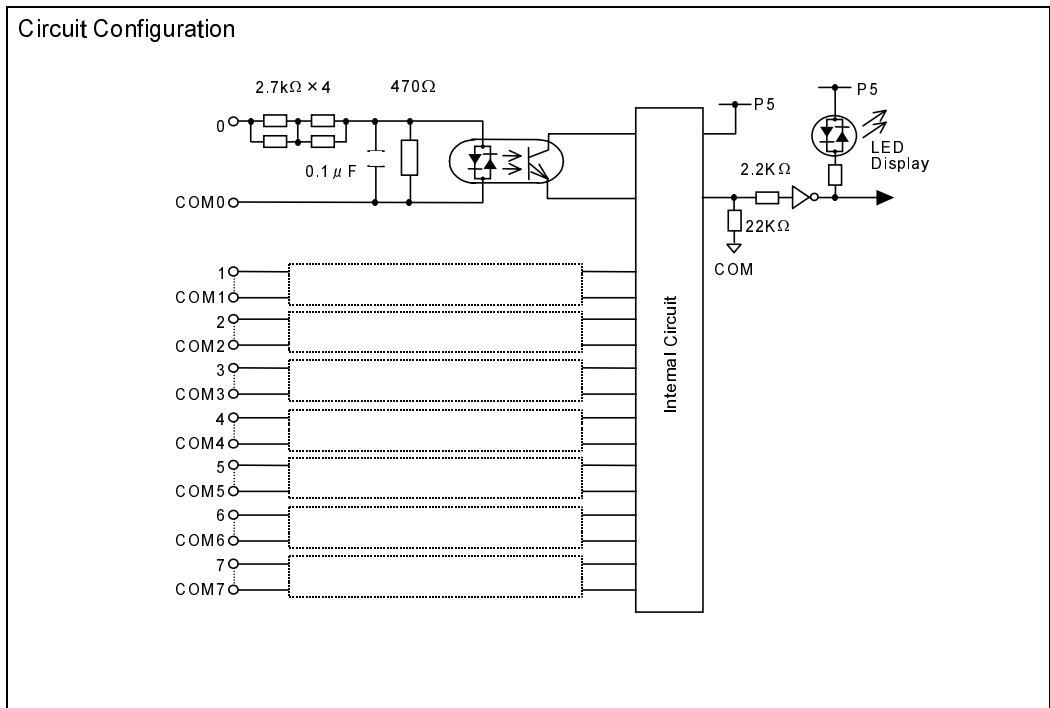 Circuit Configuration
2.7kΩ × 4
470Ω
P5
P5
0
0.1 μ F
LED
Display
2.2KΩ
COM0
22KΩ
COM
1
COM1
2
COM2
3
COM3
4
COM4
5
COM5
6
COM6
7
COM7
Internal Circuit